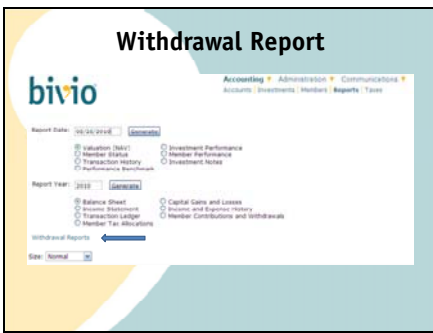 Withdrawal Report
bivio
Accounting Administration Communications
Accounts | Investments | Members | Reports | Taxes
Report Date: Generate
Valuation (NAV) Investment Performance
Member Status Member Performance
Transaction History Investment Notes
Performance Benchmark
Report Year: 2010 Generate
Balance Sheet Capital Gains and Losses
Income Statement Income and Expense History
Transaction Ledger Member Contributions and Withdrawals
Member Tax Allocations
Withdrawal Reports
Size: Normal